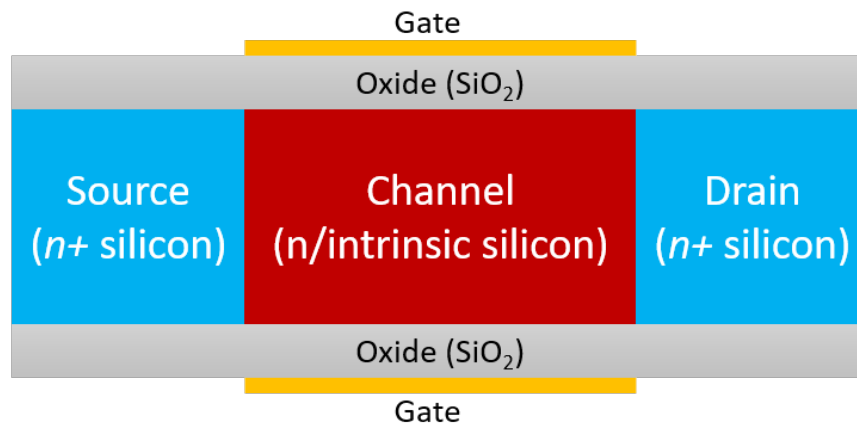 Gate
Oxide (SiO₂)
Source
(n+ silicon)
Channel
(n/intrinsic silicon)
Drain
(n+ silicon)
Oxide (SiO₂)
Gate